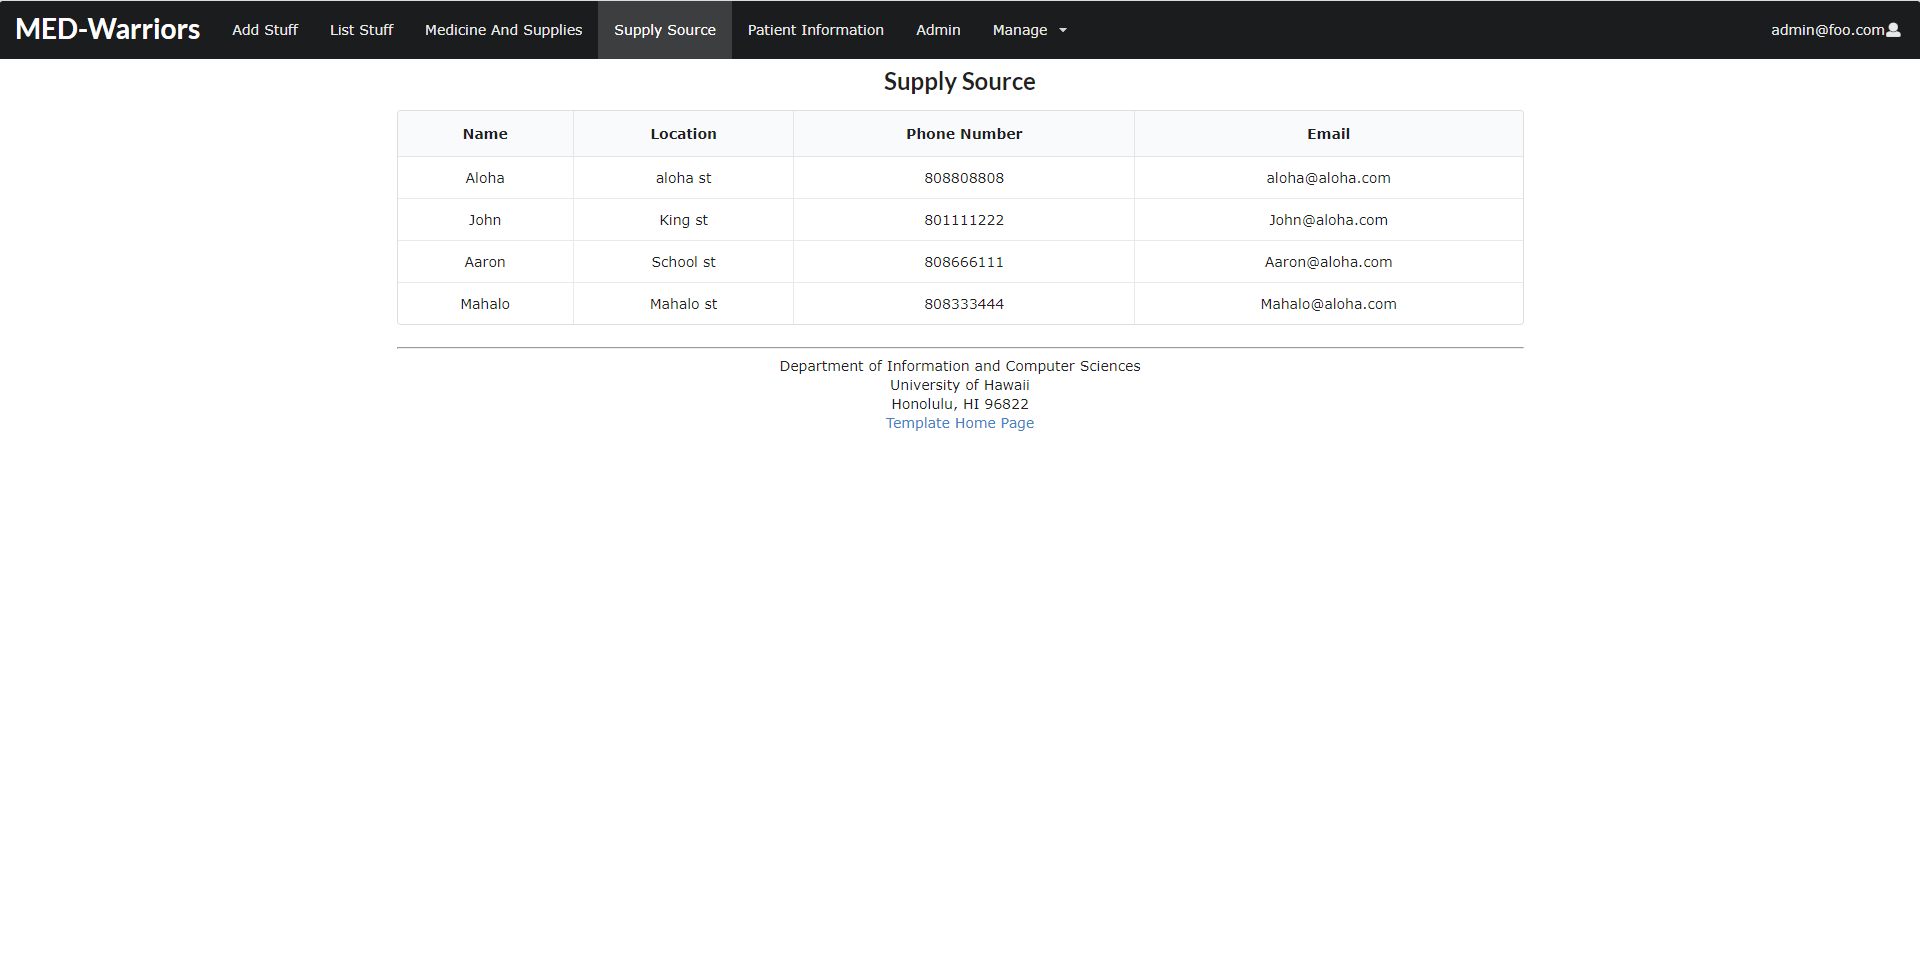 MED-Warriors Add Stuff List Stuff Medicine And Supplies Supply Source Patient Information Admin Manage admin@foo.com
Supply Source
Name Location Phone Number Email
Aloha aloha st 808808808 aloha@aloha.com
John King st 801111222 John@aloha.com
Aaron School st 808666111 Aaron@aloha.com
Mahalo Mahalo st 808333444 Mahalo@aloha.com
Department of Information and Computer Sciences
University of Hawaii
Honolulu, HI 96822
Template Home Page